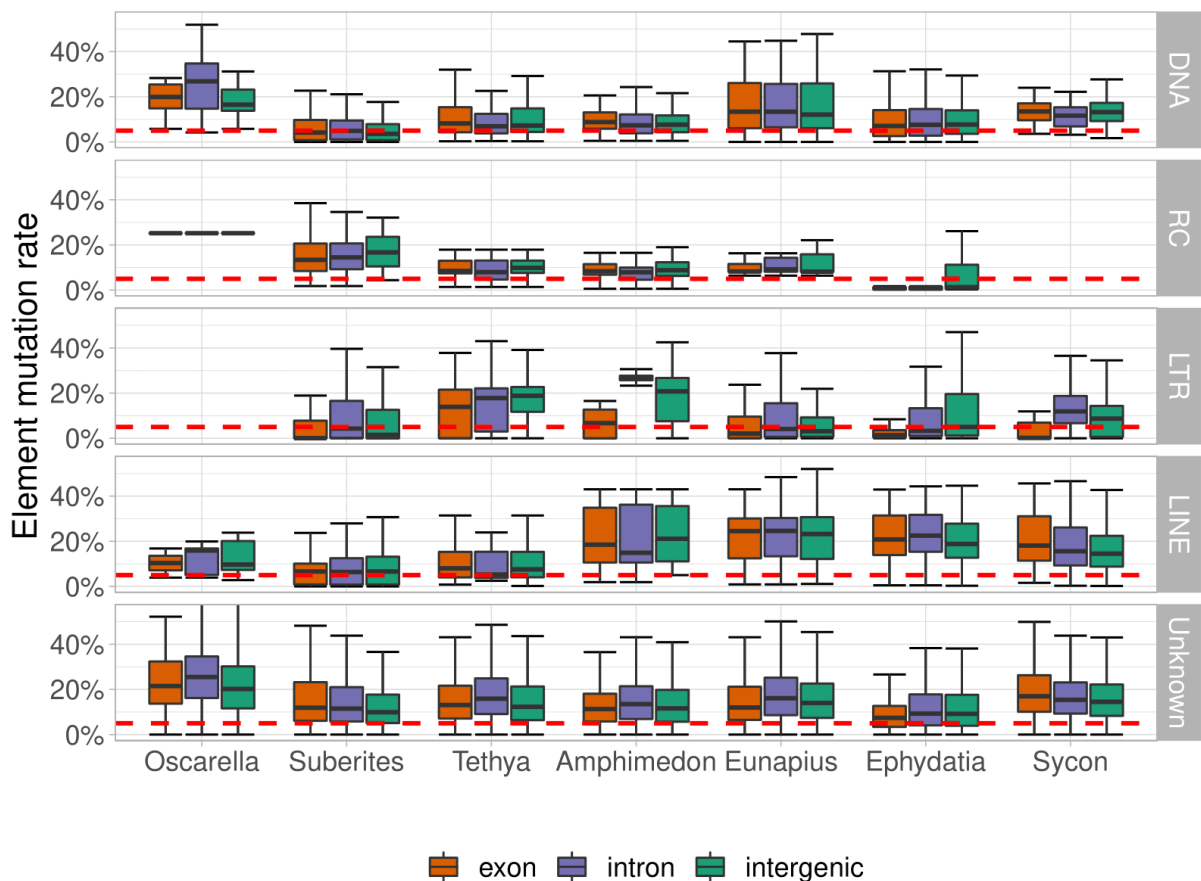 Element mutation rate
40%
20%
0%
DNA
40%
20%
0%
RC
40%
20%
0%
LTR
40%
20%
0%
LINE
40%
20%
0%
Unknown
Oscarella Suberites Tethya Amphimedon Eunapius Ephydatia Sycon
exon intron intergenic